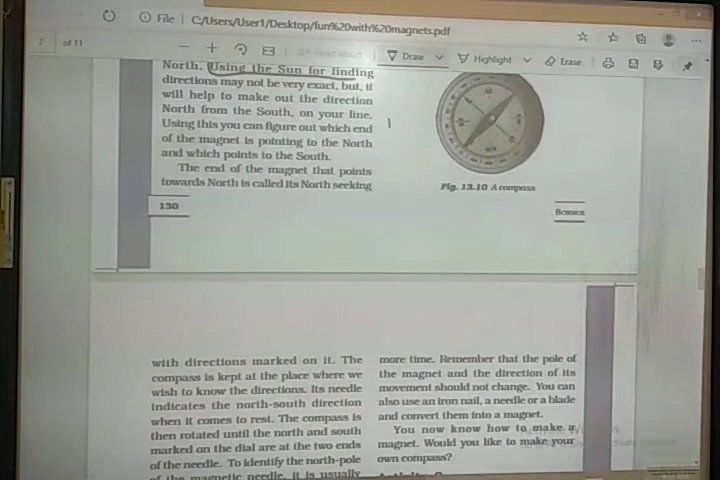 File | C:/Users/User1/Desktop/fun%20with%20magnets.pdf
7 of 11
Draw
Highlight
Erase
North. Using the Sun for finding
directions may not be very exact, but, it
will help to make out the direction
North from the South, on your line.
Using this you can figure out which end
of the magnet is pointing to the North
and which points to the South.
The end of the magnet that points
towards North is called its North seeking
130
Fig. 13.10 A compass
SCIENCE
with directions marked on it. The
compass is kept at the place where we
wish to know the directions. Its needle
indicates the north-south direction
when it comes to rest. The compass is
then rotated until the north and south
marked on the dial are at the two ends
of the needle. To identify the north-pole
of the magnetic needle, it is usually
more time. Remember that the pole of
the magnet and the direction of its
movement should not change. You can
also use an iron nail, a needle or a blade
and convert them into a magnet.
You now know how to make a
magnet. Would you like to make your
own compass?